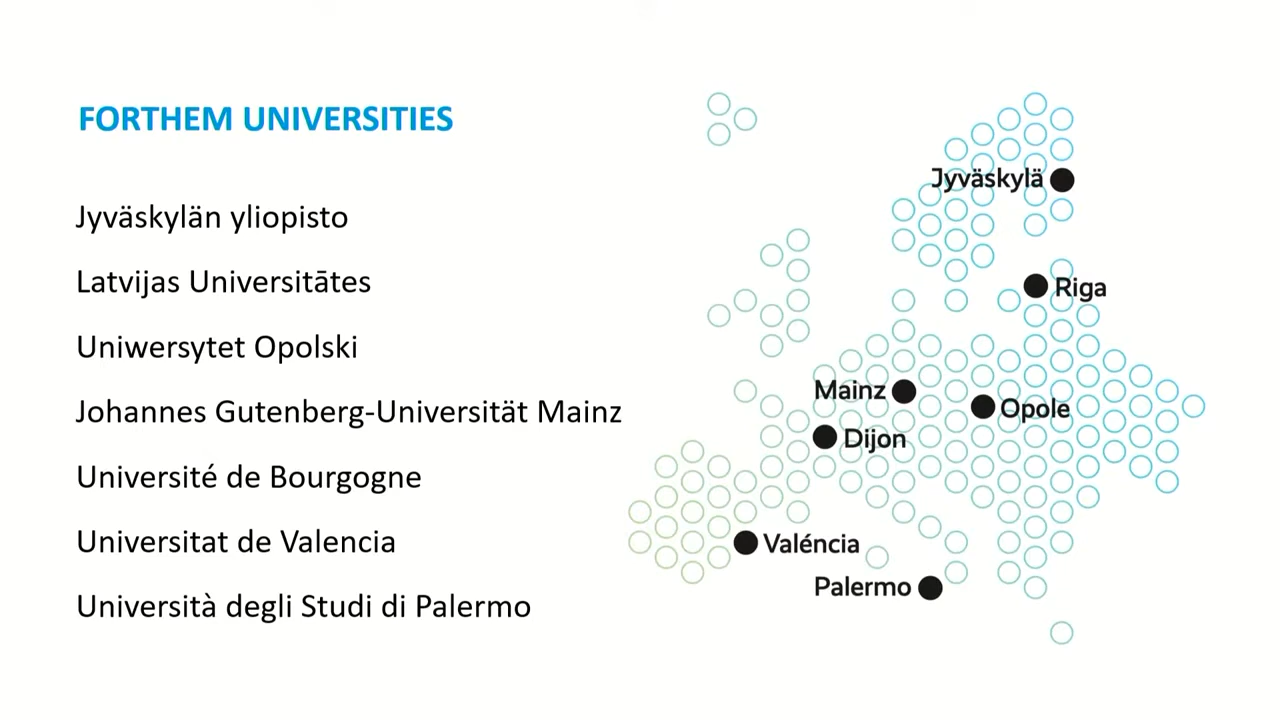 FORTHEM UNIVERSITIES
Jyväskylän yliopisto
Latvijas Universitātes
Uniwersytet Opolski
Johannes Gutenberg-Universität Mainz
Université de Bourgogne
Universitat de Valencia
Università degli Studi di Palermo
Jyväskylä
Riga
Mainz
Opole
Dijon
Valéncia
Palermo